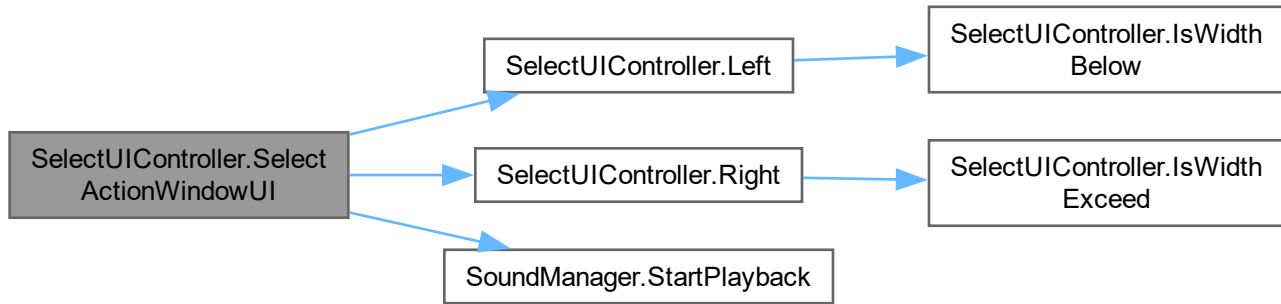 SelectUIController.Select
ActionWindowUI
SelectUIController.Left
SelectUIController.IsWidth
Below
SelectUIController.Right
SelectUIController.IsWidth
Exceed
SoundManager.StartPlayback